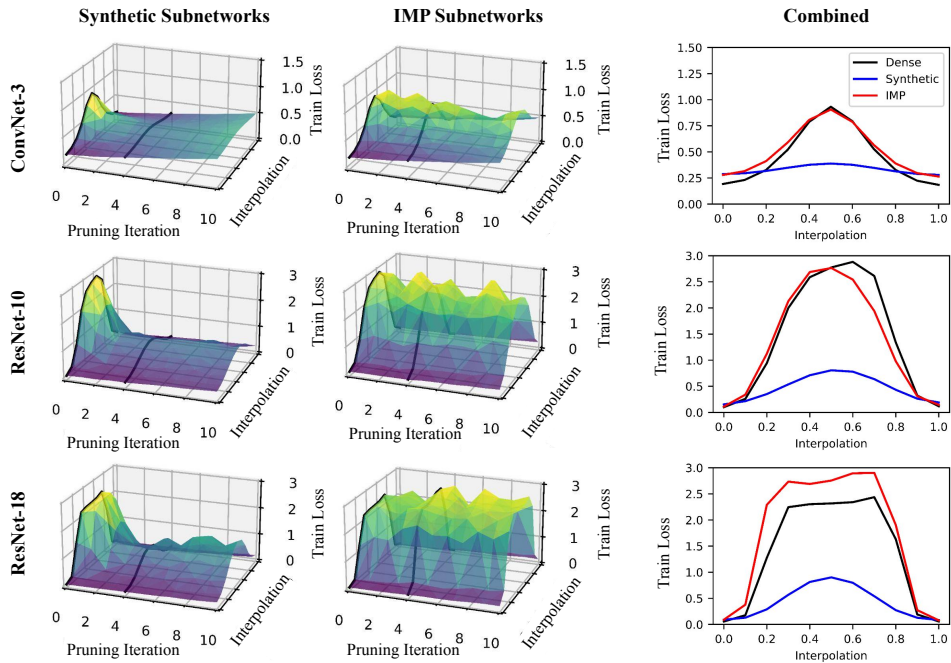 Synthetic Subnetworks
IMP Subnetworks
Combined
ConvNet-3
1.5
1.0
0.5
0.0
Train Loss
0
2
4
6
8
10
Pruning Iteration
Interpolation
1.5
1.0
0.5
0.0
Train Loss
0
2
4
6
8
10
Pruning Iteration
Interpolation
1.50
1.25
1.00
0.75
0.50
0.25
0.00
Train Loss
Dense
Synthetic
IMP
0.0 0.2 0.4 0.6 0.8 1.0
Interpolation
ResNet-10
3
2
1
0
Train Loss
0
2
4
6
8
10
Pruning Iteration
Interpolation
3
2
1
0
Train Loss
0
2
4
6
8
10
Pruning Iteration
Interpolation
3.0
2.5
2.0
1.5
1.0
0.5
0.0
Train Loss
0.0 0.2 0.4 0.6 0.8 1.0
Interpolation
ResNet-18
3
2
1
0
Train Loss
0
2
4
6
8
10
Pruning Iteration
Interpolation
3
2
1
0
Train Loss
0
2
4
6
8
10
Pruning Iteration
Interpolation
3.0
2.5
2.0
1.5
1.0
0.5
0.0
Train Loss
0.0 0.2 0.4 0.6 0.8 1.0
Interpolation